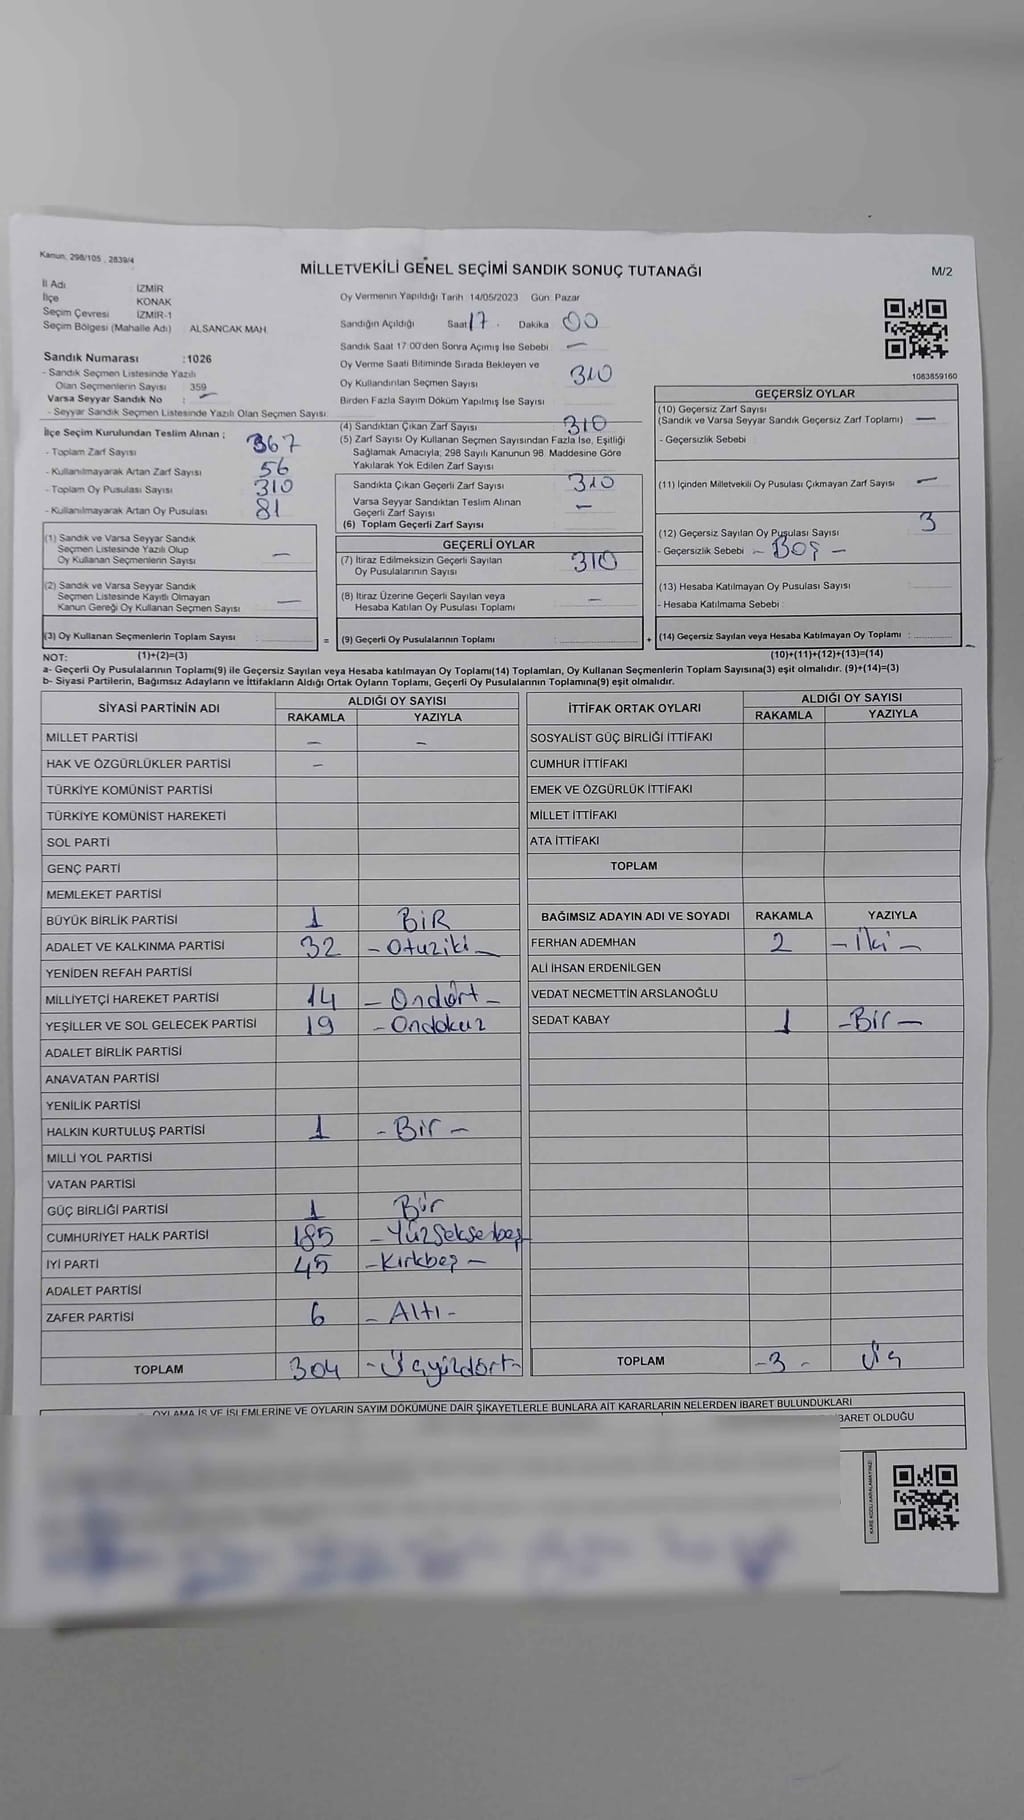 Kanun, 298/105 , 2839/4
MİLLETVEKİLİ GENEL SEÇİMİ SANDIK SONUÇ TUTANAĞI
M/2
İl Adı İZMİR
İlçe KONAK
Seçim Çevresi İZMİR-1
Seçim Bölgesi (Mahalle Adı) ALSANCAK MAH.
Oy Vermenin Yapıldığı Tarih 14/05/2023 Gün: Pazar
Sandığın Açıldığı Saat 17 Dakika 00
Sandık Saat 17:00'den Sonra Açmış İse Sebebi —
Oy Verme Saati Bitiminde Sırada Bekleyen ve
Oy Kullandırılan Seçmen Sayısı 310
Birden Fazla Sayım Döküm Yapılmış İse Sayısı
1083859160
Sandık Numarası :1026
- Sandık Seçmen Listesinde Yazılı
Olan Seçmenlerin Sayısı 359
Varsa Seyyar Sandık No : —
- Seyyar Sandık Seçmen Listesinde Yazılı Olan Seçmen Sayısı:
İlçe Seçim Kurulundan Teslim Alınan ;
- Toplam Zarf Sayısı 367
- Kullanılmayarak Artan Zarf Sayısı 56
- Toplam Oy Pusulası Sayısı 310
- Kullanılmayarak Artan Oy Pusulası 81
(1) Sandık ve Varsa Seyyar Sandık
Seçmen Listesinde Yazılı Olup
Oy Kullanan Seçmenlerin Sayısı —
(2) Sandık ve Varsa Seyyar Sandık
Seçmen Listesinde Kayıtlı Olmayan
Kanun Gereği Oy Kullanan Seçmen Sayısı —
(3) Oy Kullanan Seçmenlerin Toplam Sayısı :
=
(4) Sandıktan Çıkan Zarf Sayısı 310
(5) Zarf Sayısı Oy Kullanan Seçmen Sayısından Fazla İse, Eşitliği
Sağlamak Amacıyla; 298 Sayılı Kanunun 98. Maddesine Göre
Yakılarak Yok Edilen Zarf Sayısı
Sandıkta Çıkan Geçerli Zarf Sayısı 310
Varsa Seyyar Sandıktan Teslim Alınan
Geçerli Zarf Sayısı —
(6) Toplam Geçerli Zarf Sayısı
GEÇERLİ OYLAR
(7) İtiraz Edilmeksizin Geçerli Sayılan
Oy Pusulalarının Sayısı 310
(8) İtiraz Üzerine Geçerli Sayılan veya
Hesaba Katılan Oy Pusulası Toplamı —
(9) Geçerli Oy Pusulalarının Toplamı
+
GEÇERSİZ OYLAR
(10) Geçersiz Zarf Sayısı
(Sandık ve Varsa Seyyar Sandık Geçersiz Zarf Toplamı) —
- Geçersizlik Sebebi
(11) İçinden Milletvekili Oy Pusulası Çıkmayan Zarf Sayısı —
(12) Geçersiz Sayılan Oy Pusulası Sayısı 3
- Geçersizlik Sebebi - BOŞ -
(13) Hesaba Katılmayan Oy Pusulası Sayısı
- Hesaba Katılmama Sebebi
(14) Geçersiz Sayılan veya Hesaba Katılmayan Oy Toplamı :
NOT: (1)+(2)=(3) (10)+(11)+(12)+(13)=(14)
a- Geçerli Oy Pusulalarının Toplamı(9) ile Geçersiz Sayılan veya Hesaba katılmayan Oy Toplamı(14) Toplamları, Oy Kullanan Seçmenlerin Toplam Sayısına(3) eşit olmalıdır. (9)+(14)=(3)
b- Siyasi Partilerin, Bağımsız Adayların ve İttifakların Aldığı Ortak Oyların Toplamı, Geçerli Oy Pusulalarının Toplamına(9) eşit olmalıdır.
SİYASİ PARTİNİN ADI ALDIĞI OY SAYISI
RAKAMLA YAZIYLA
MİLLET PARTİSİ — —
HAK VE ÖZGÜRLÜKLER PARTİSİ —
TÜRKİYE KOMÜNİST PARTİSİ
TÜRKİYE KOMÜNİST HAREKETİ
SOL PARTİ
GENÇ PARTİ
MEMLEKET PARTİSİ
BÜYÜK BİRLİK PARTİSİ 1 BİR
ADALET VE KALKINMA PARTİSİ 32 - Otuziki -
YENİDEN REFAH PARTİSİ
MİLLİYETÇİ HAREKET PARTİSİ 14 - Ondört -
YEŞİLLER VE SOL GELECEK PARTİSİ 19 - Ondokuz
ADALET BİRLİK PARTİSİ
ANAVATAN PARTİSİ
YENİLİK PARTİSİ
HALKIN KURTULUŞ PARTİSİ 1 - Bir -
MİLLİ YOL PARTİSİ
VATAN PARTİSİ
GÜÇ BİRLİĞİ PARTİSİ 1 Bir
CUMHURİYET HALK PARTİSİ 185 - Yüzseksenbeş
İYİ PARTİ 45 - Kırkbeş -
ADALET PARTİSİ
ZAFER PARTİSİ 6 - Altı -
TOPLAM 304 - Üçyüzdört -
İTTİFAK ORTAK OYLARI ALDIĞI OY SAYISI
RAKAMLA YAZIYLA
SOSYALİST GÜÇ BİRLİĞİ İTTİFAKI
CUMHUR İTTİFAKI
EMEK VE ÖZGÜRLÜK İTTİFAKI
MİLLET İTTİFAKI
ATA İTTİFAKI
TOPLAM
BAĞIMSIZ ADAYIN ADI VE SOYADI RAKAMLA YAZIYLA
FERHAN ADEMHAN 2 - İki -
ALİ İHSAN ERDENİLGEN
VEDAT NECMETTİN ARSLANOĞLU
SEDAT KABAY 1 - Bir -
TOPLAM - 3 - Üç
OYLAMA İŞ VE İŞLEMLERİNE VE OYLARIN SAYIM DÖKÜMÜNE DAİR ŞİKAYETLERLE BUNLARA AİT KARARLARIN NELERDEN İBARET BULUNDUKLARI
BARET OLDUĞU